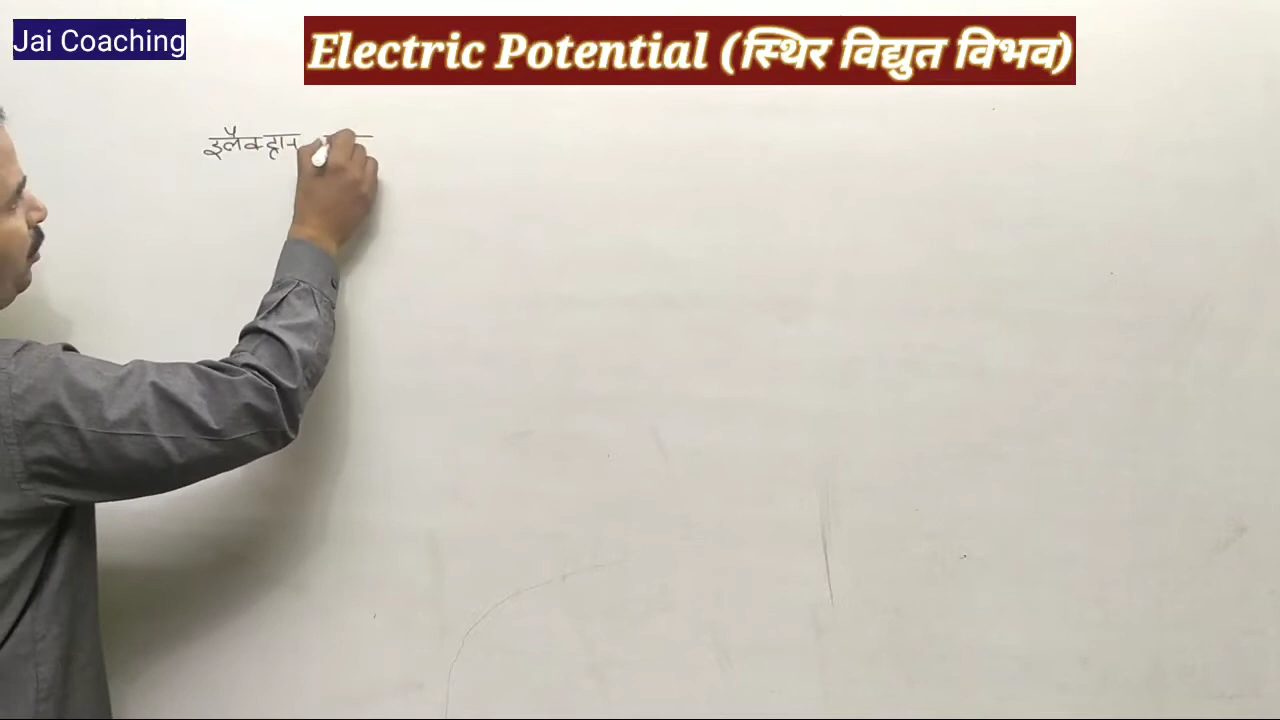 Jai Coaching
Electric Potential (स्थिर विद्युत विभव)
इलैक्ट्रान